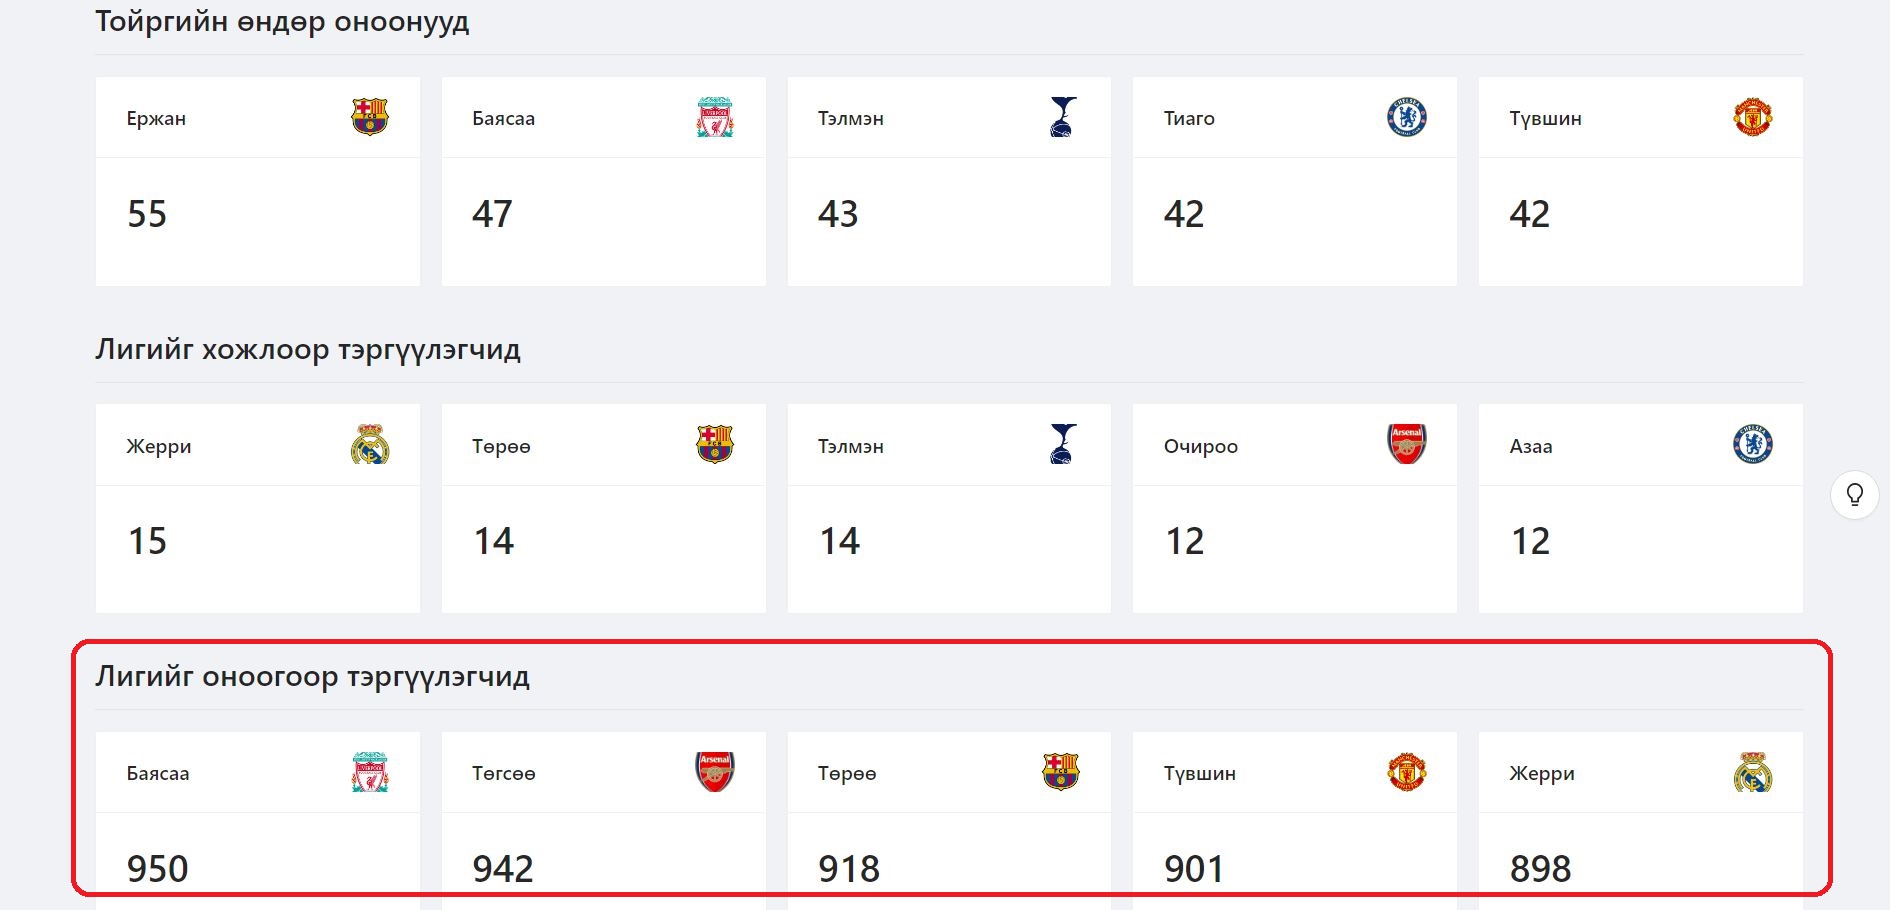 Тойргийн өндөр оноонууд
Ержан
Баясаа
Тэлмэн
Тиаго
Түвшин
55
47
43
42
42
Лигийг хожлоор тэргүүлэгчид
Жерри
Төрөө
Тэлмэн
Очироо
Азаа
15
14
14
12
12
Лигийг оноогоор тэргүүлэгчид
Баясаа
Төгсөө
Төрөө
Түвшин
Жерри
950
942
918
901
898